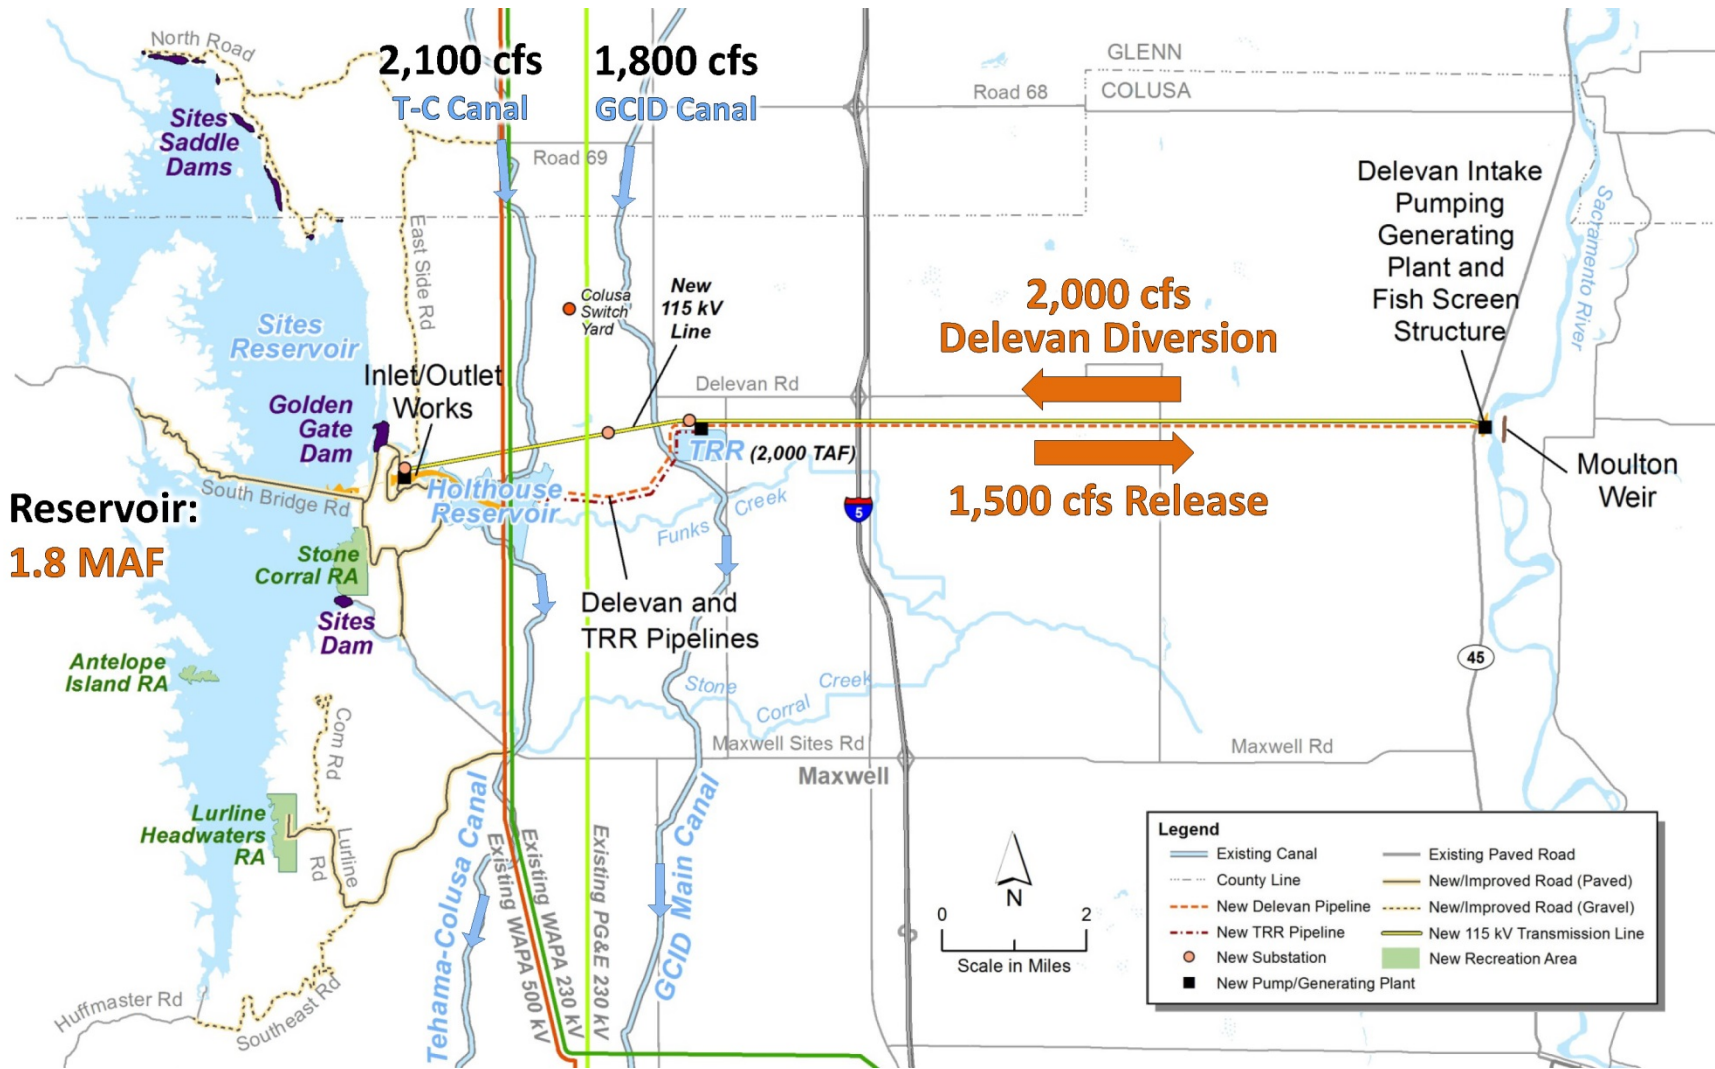 North Road
2,100 cfs
T-C Canal
1,800 cfs
GCID Canal
GLENN
COLUSA
Road 68
Road 69
Sites
Saddle
Dams
East Side Rd
Delevan Intake
Pumping
Generating
Plant and
Fish Screen
Structure
Sacramento River
Colusa
Switch
Yard
New
115 kV
Line
2,000 cfs
Delevan Diversion
Sites
Reservoir
Inlet/Outlet
Works
Delevan Rd
Golden
Gate
Dam
TRR (2,000 TAF)
1,500 cfs Release
Moulton
Weir
South Bridge Rd
Holthouse
Reservoir
Funks Creek
5
Reservoir:
1.8 MAF
Stone
Corral RA
Delevan and
TRR Pipelines
Sites
Dam
Antelope
Island RA
45
Stone Corral Creek
Com Rd
Maxwell Sites Rd
Maxwell Rd
Maxwell
Lurline
Headwaters
RA
Lurline Rd
Tehama-Colusa Canal
Existing WAPA 500 kV
Existing WAPA 230 kV
Existing PG&E 230 kV
GCID Main Canal
Huffmaster Rd
Southeast Rd
N
0 2
Scale in Miles
Legend
Existing Canal
County Line
New Delevan Pipeline
New TRR Pipeline
New Substation
New Pump/Generating Plant
Existing Paved Road
New/Improved Road (Paved)
New/Improved Road (Gravel)
New 115 kV Transmission Line
New Recreation Area